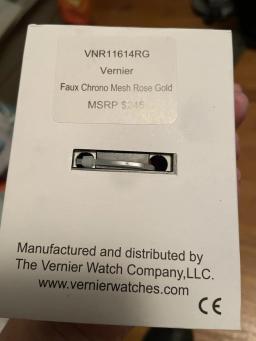 VNR11614RG
Vernier
Faux Chrono Mesh Rose Gold
MSRP $245
Manufactured and distributed by
The Vernier Watch Company,LLC.
www.vernierwatches.com
CE